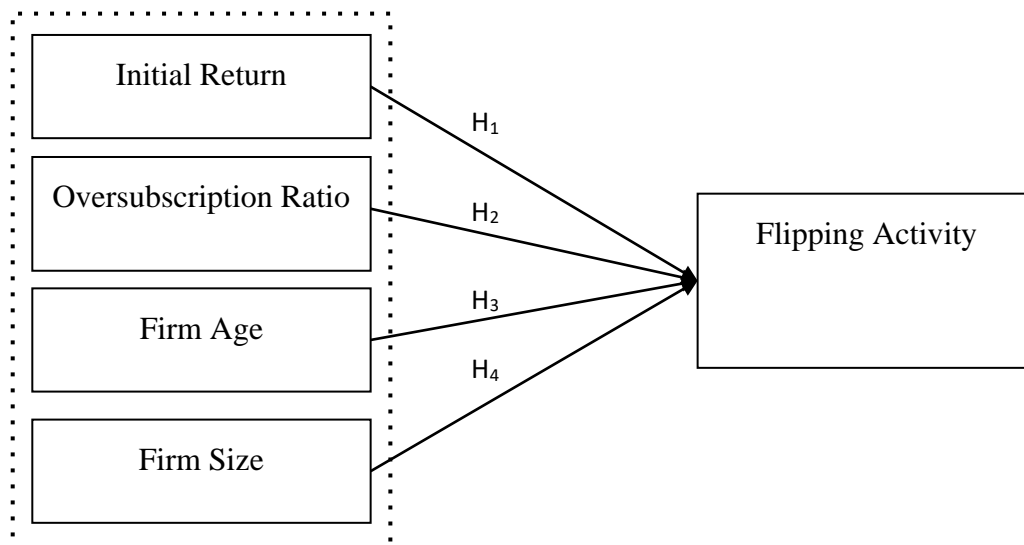 Initial Return
H₁
Oversubscription Ratio
H₂
Flipping Activity
H₃
Firm Age
H₄
Firm Size